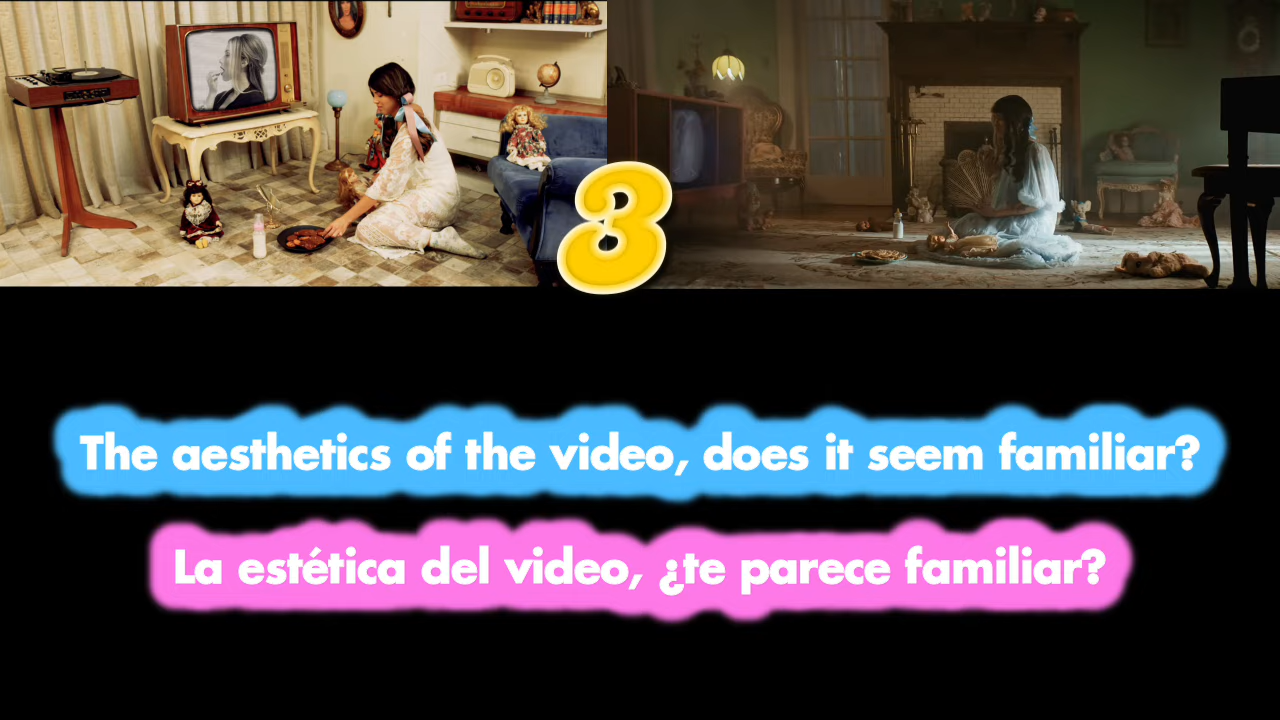 3
The aesthetics of the video, does it seem familiar?
La estética del video, ¿te parece familiar?